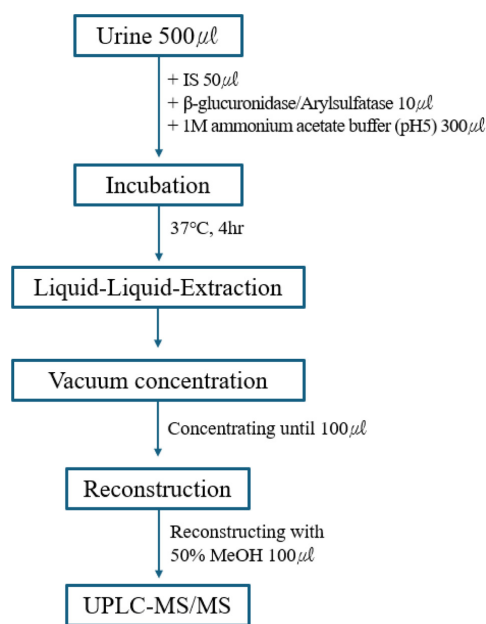 Urine 500㎕
+ IS 50㎕
+ β-glucuronidase/Arylsulfatase 10㎕
+ 1M ammonium acetate buffer (pH5) 300㎕
Incubation
37℃, 4hr
Liquid-Liquid-Extraction
Vacuum concentration
Concentrating until 100㎕
Reconstruction
Reconstructing with
50% MeOH 100㎕
UPLC-MS/MS